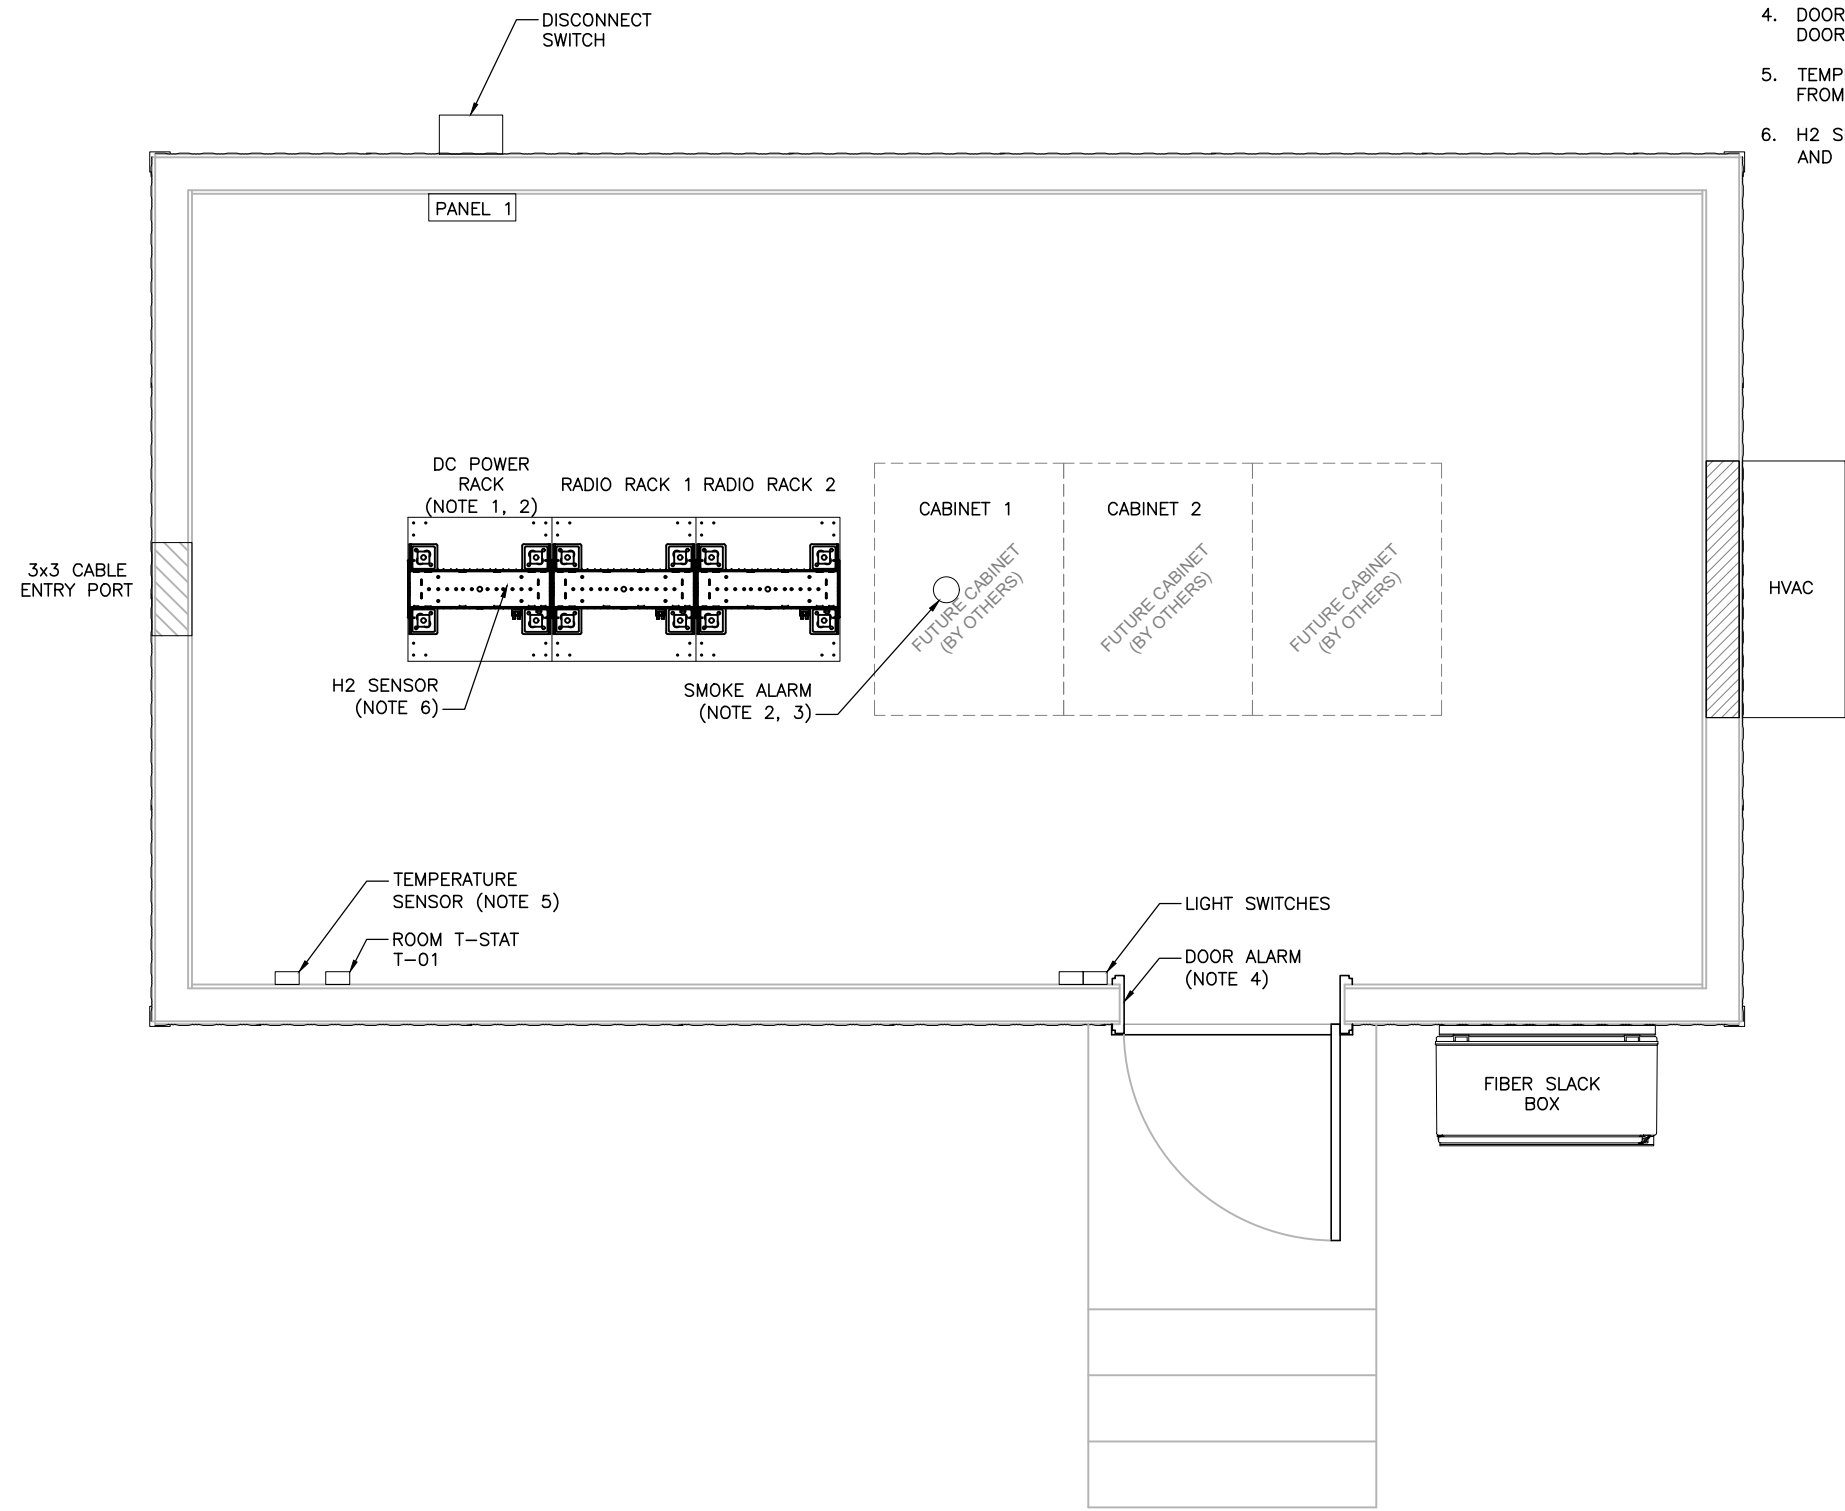 DISCONNECT
SWITCH
4. DOOR
DOOR
5. TEMP
FROM
6. H2 S
AND
PANEL 1
DC POWER
RACK
(NOTE 1, 2)
RADIO RACK 1
RADIO RACK 2
CABINET 1
CABINET 2
FUTURE CABINET
(BY OTHERS)
FUTURE CABINET
(BY OTHERS)
FUTURE CABINET
(BY OTHERS)
3x3 CABLE
ENTRY PORT
HVAC
H2 SENSOR
(NOTE 6)
SMOKE ALARM
(NOTE 2, 3)
TEMPERATURE
SENSOR (NOTE 5)
ROOM T-STAT
T-01
LIGHT SWITCHES
DOOR ALARM
(NOTE 4)
FIBER SLACK
BOX